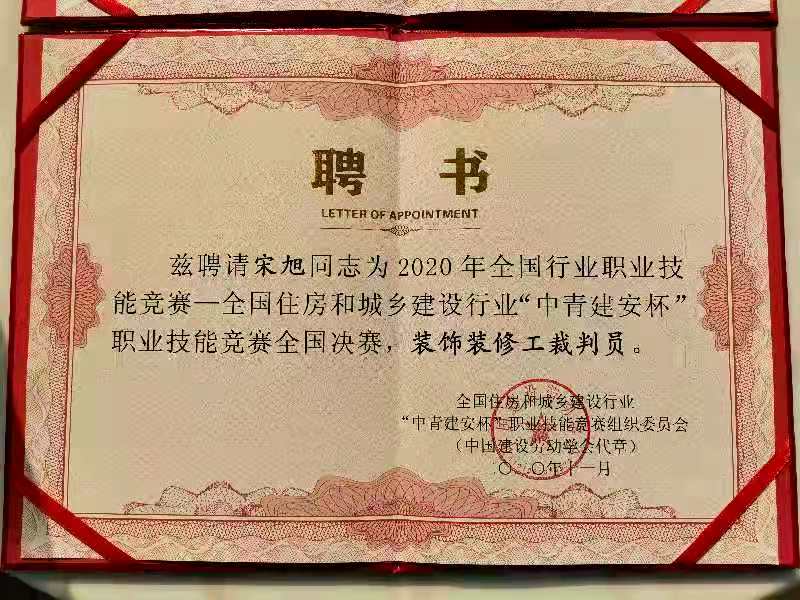 聘书
LETTER OF APPOINTMENT
兹聘请宋旭同志为2020年全国行业职业技
能竞赛—全国住房和城乡建设行业“中青建安杯”
职业技能竞赛全国决赛，装饰装修工裁判员。
全国住房和城乡建设行业
“中青建安杯”职业技能竞赛组织委员会
（中国建设劳动学会代章）
二〇二〇年十一月